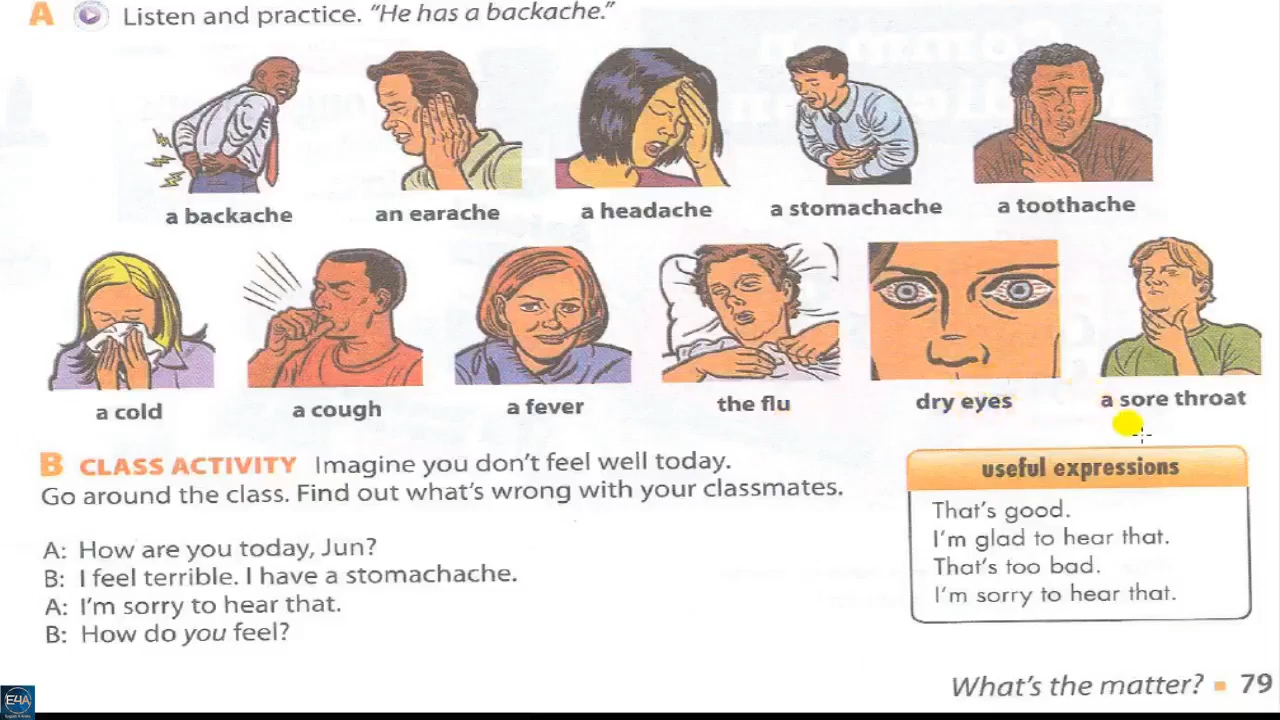 A Listen and practice. "He has a backache."
a backache an earache a headache a stomachache a toothache
a cold a cough a fever the flu dry eyes a sore throat
B CLASS ACTIVITY Imagine you don't feel well today.
Go around the class. Find out what's wrong with your classmates.
A: How are you today, Jun?
B: I feel terrible. I have a stomachache.
A: I'm sorry to hear that.
B: How do you feel?
useful expressions
That's good.
I'm glad to hear that.
That's too bad.
I'm sorry to hear that.
What's the matter? 79
E4A